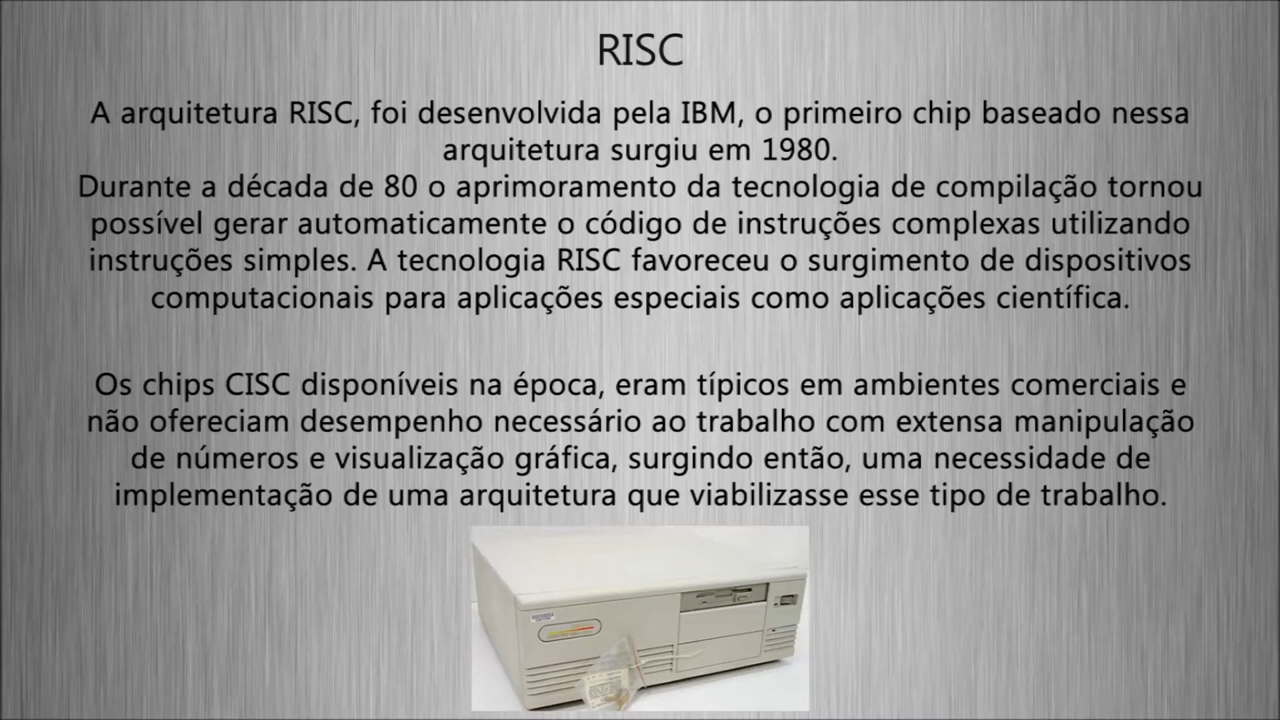 RISC
A arquitetura RISC, foi desenvolvida pela IBM, o primeiro chip baseado nessa
arquitetura surgiu em 1980.
Durante a década de 80 o aprimoramento da tecnologia de compilação tornou
possível gerar automaticamente o código de instruções complexas utilizando
instruções simples. A tecnologia RISC favoreceu o surgimento de dispositivos
computacionais para aplicações especiais como aplicações científica.
Os chips CISC disponíveis na época, eram típicos em ambientes comerciais e
não ofereciam desempenho necessário ao trabalho com extensa manipulação
de números e visualização gráfica, surgindo então, uma necessidade de
implementação de uma arquitetura que viabilizasse esse tipo de trabalho.